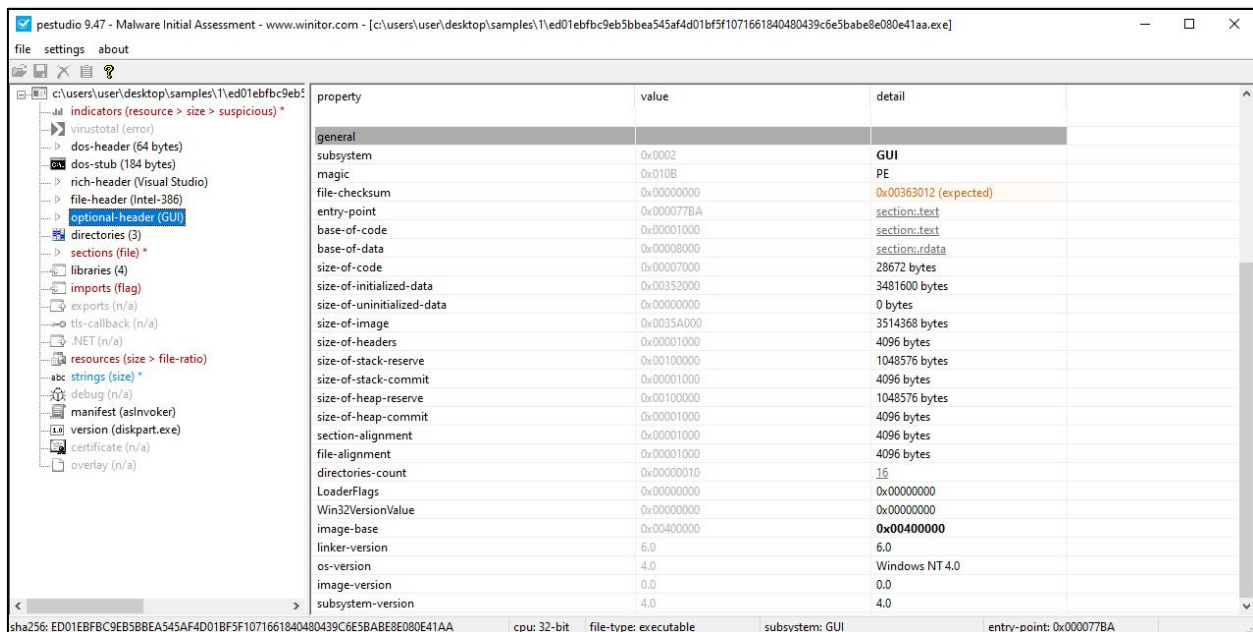 pestudio 9.47 - Malware Initial Assessment - www.winitor.com - [c:\users\user\desktop\samples\1\ed01ebfbc9eb5bbea545af4d01bf5f1071661840480439c6e5babe8e080e41aa.exe]
file settings about
c:\users\user\desktop\samples\1\ed01ebfbc9eb5
indicators (resource > size > suspicious) *
virustotal (error)
dos-header (64 bytes)
dos-stub (184 bytes)
rich-header (Visual Studio)
file-header (Intel-386)
optional-header (GUI)
directories (3)
sections (file) *
libraries (4)
imports (flag)
exports (n/a)
tls-callback (n/a)
.NET (n/a)
resources (size > file-ratio)
abc strings (size) *
debug (n/a)
manifest (asInvoker)
1.0 version (diskpart.exe)
certificate (n/a)
overlay (n/a)
property value detail
general
subsystem 0x0002 GUI
magic 0x010B PE
file-checksum 0x00000000 0x00363012 (expected)
entry-point 0x000077BA section:.text
base-of-code 0x00001000 section:.text
base-of-data 0x00008000 section:.rdata
size-of-code 0x00007000 28672 bytes
size-of-initialized-data 0x00352000 3481600 bytes
size-of-uninitialized-data 0x00000000 0 bytes
size-of-image 0x0035A000 3514368 bytes
size-of-headers 0x00001000 4096 bytes
size-of-stack-reserve 0x00100000 1048576 bytes
size-of-stack-commit 0x00001000 4096 bytes
size-of-heap-reserve 0x00100000 1048576 bytes
size-of-heap-commit 0x00001000 4096 bytes
section-alignment 0x00001000 4096 bytes
file-alignment 0x00001000 4096 bytes
directories-count 0x00000010 16
LoaderFlags 0x00000000 0x00000000
Win32VersionValue 0x00000000 0x00000000
image-base 0x00400000 0x00400000
linker-version 6.0 6.0
os-version 4.0 Windows NT 4.0
image-version 0.0 0.0
subsystem-version 4.0 4.0
sha256: ED01EBFBC9EB5BBEA545AF4D01BF5F1071661840480439C6E5BABE8E080E41AA cpu: 32-bit file-type: executable subsystem: GUI entry-point: 0x000077BA